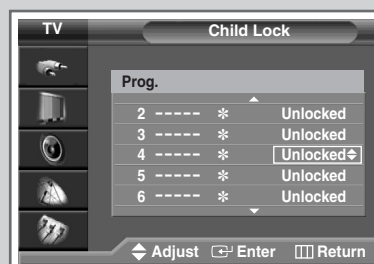 TV Child Lock
Prog.
2 ----- ✻ Unlocked
3 ----- ✻ Unlocked
4 ----- ✻ Unlocked
5 ----- ✻ Unlocked
6 ----- ✻ Unlocked
Adjust Enter Return